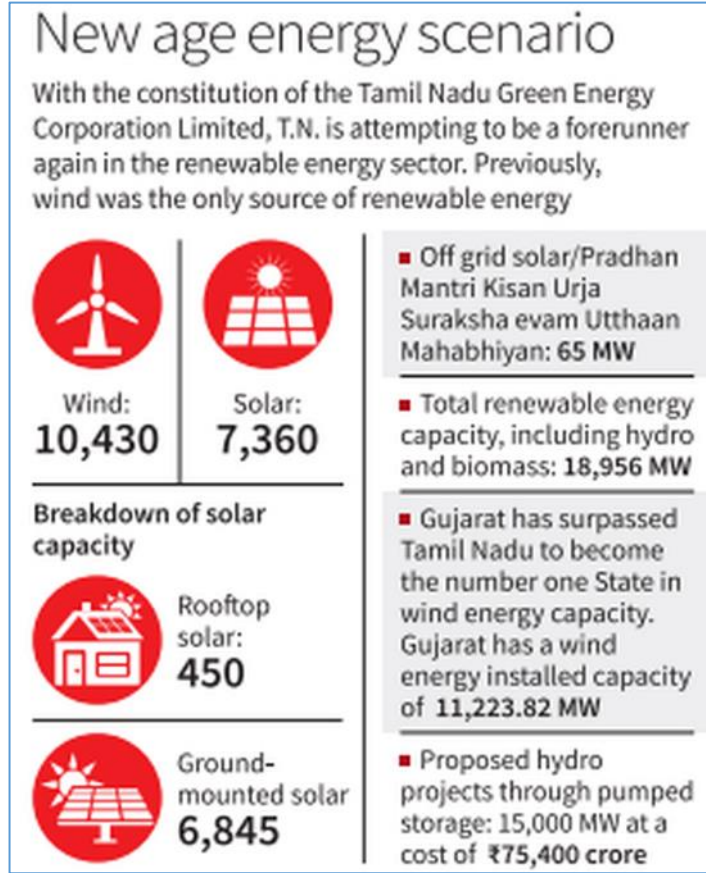 New age energy scenario
With the constitution of the Tamil Nadu Green Energy
Corporation Limited, T.N. is attempting to be a forerunner
again in the renewable energy sector. Previously,
wind was the only source of renewable energy
Wind:
10,430
Solar:
7,360
Breakdown of solar
capacity
Rooftop
solar:
450
Ground-
mounted solar
6,845
■ Off grid solar/Pradhan
Mantri Kisan Urja
Suraksha evam Utthaan
Mahabhiyan: 65 MW
■ Total renewable energy
capacity, including hydro
and biomass: 18,956 MW
■ Gujarat has surpassed
Tamil Nadu to become
the number one State in
wind energy capacity.
Gujarat has a wind
energy installed capacity
of 11,223.82 MW
■ Proposed hydro
projects through pumped
storage: 15,000 MW at a
cost of ₹75,400 crore